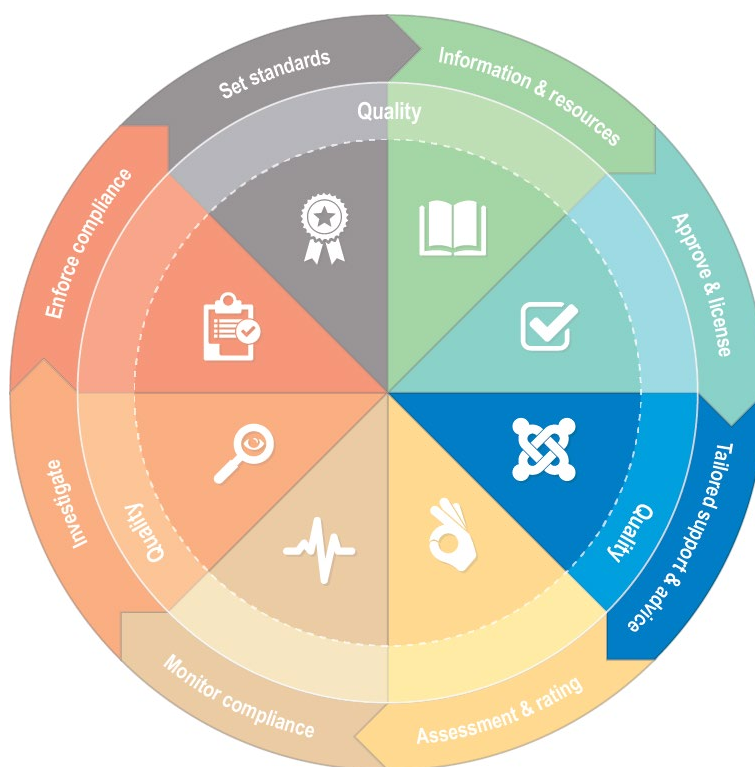 Set standards
Information & resources
Quality
Approve & license
Tailored support & advice
Quality
Assessment & rating
Monitor compliance
Investigate
Quality
Enforce compliance